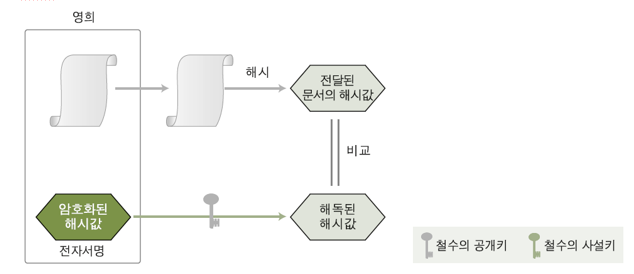 영희
해시
전달된
문서의 해시값
비교
암호화된
해시값
해독된
해시값
전자서명
철수의 공개키
철수의 사설키